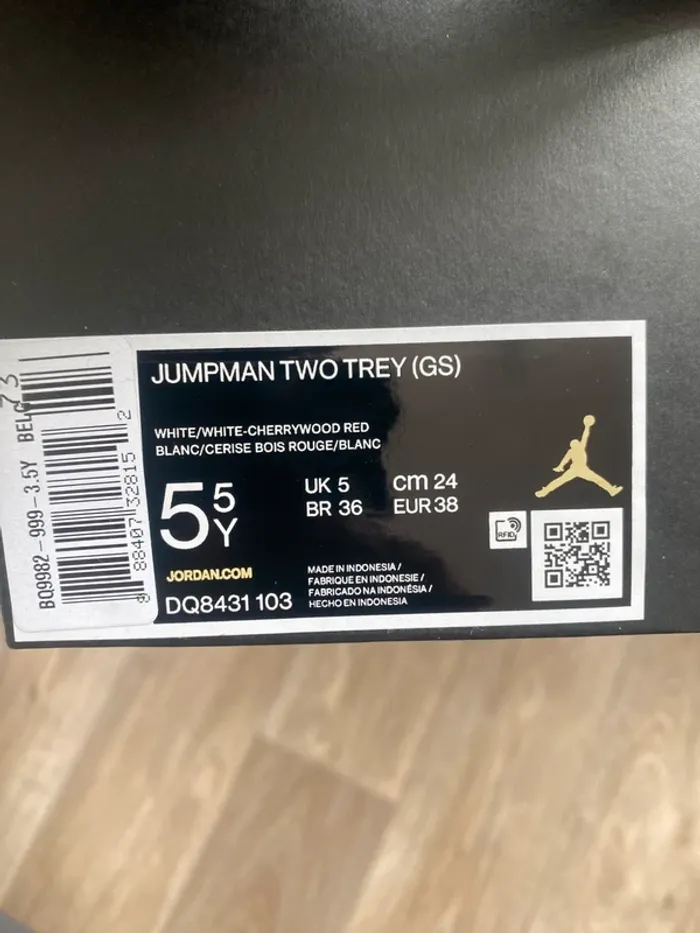 JUMPMAN TWO TREY (GS)
WHITE/WHITE-CHERRYWOOD RED
BLANC/CERISE BOIS ROUGE/BLANC
5 5 Y
UK 5 cm 24
BR 36 EUR 38
RFID
JORDAN.COM
DQ8431 103
MADE IN INDONESIA /
FABRIQUE EN INDONESIE /
FABRICADO NA INDONÉSIA /
HECHO EN INDONESIA
BQ9982-999-3.5Y
73